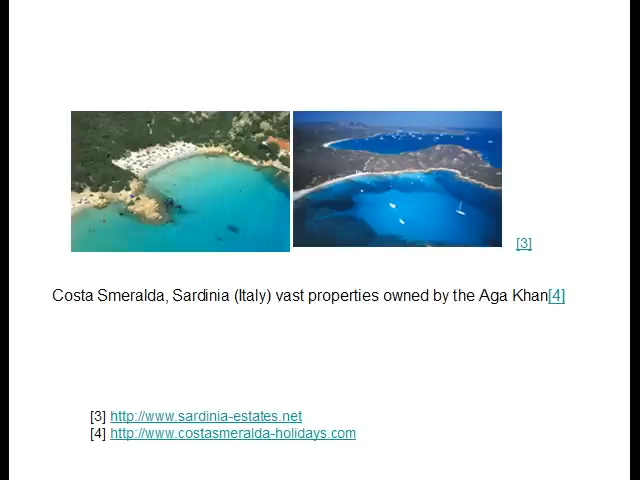 [3]
Costa Smeralda, Sardinia (Italy) vast properties owned by the Aga Khan[4]
[3] http://www.sardinia-estates.net
[4] http://www.costasmeralda-holidays.com